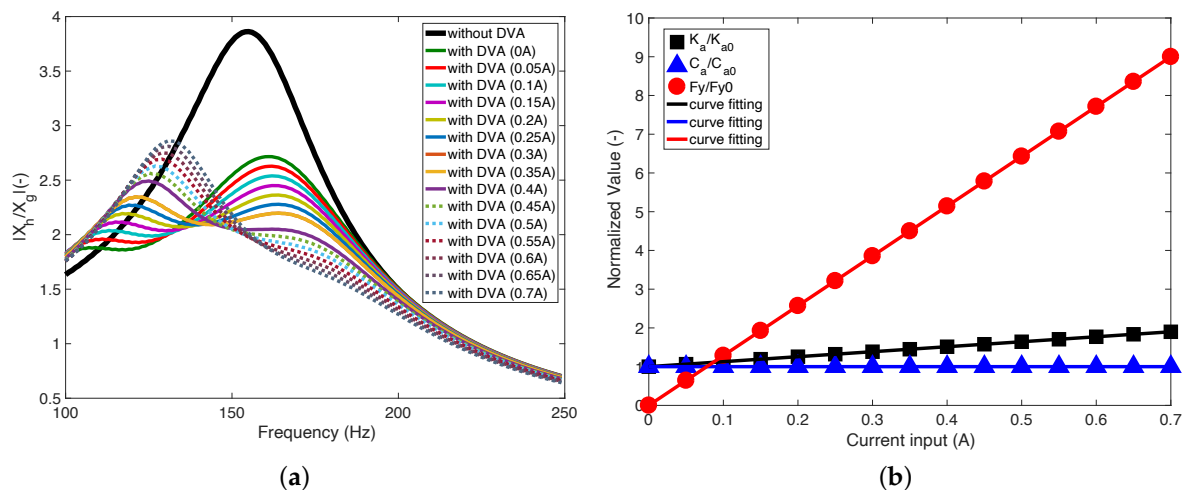 4
3.5
3
2.5
2
1.5
1
0.5
|X_h/X_g|(-)
100
150
200
250
Frequency (Hz)
without DVA
with DVA (0A)
with DVA (0.05A)
with DVA (0.1A)
with DVA (0.15A)
with DVA (0.2A)
with DVA (0.25A)
with DVA (0.3A)
with DVA (0.35A)
with DVA (0.4A)
with DVA (0.45A)
with DVA (0.5A)
with DVA (0.55A)
with DVA (0.6A)
with DVA (0.65A)
with DVA (0.7A)
(a)
10
9
8
7
6
5
4
3
2
1
0
Normalized Value (-)
0
0.1
0.2
0.3
0.4
0.5
0.6
0.7
Current input (A)
K_a/K_a0
C_a/C_a0
Fy/Fy0
curve fitting
curve fitting
curve fitting
(b)